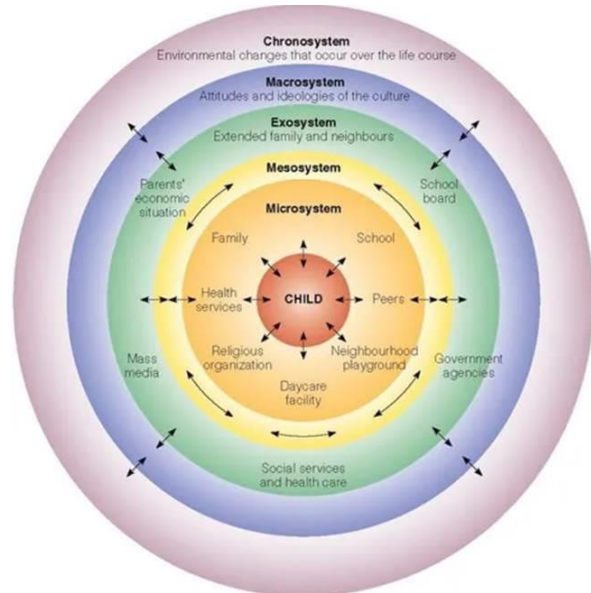 Chronosystem
Environmental changes that occur over the life course
Macrosystem
Attitudes and ideologies of the culture
Exosystem
Extended family and neighbours
Mesosystem
Parents'
economic
situation
School
board
Microsystem
Family
School
Health
services
CHILD
Peers
Religious
organization
Neighbourhood
playground
Mass
media
Government
agencies
Daycare
facility
Social services
and health care